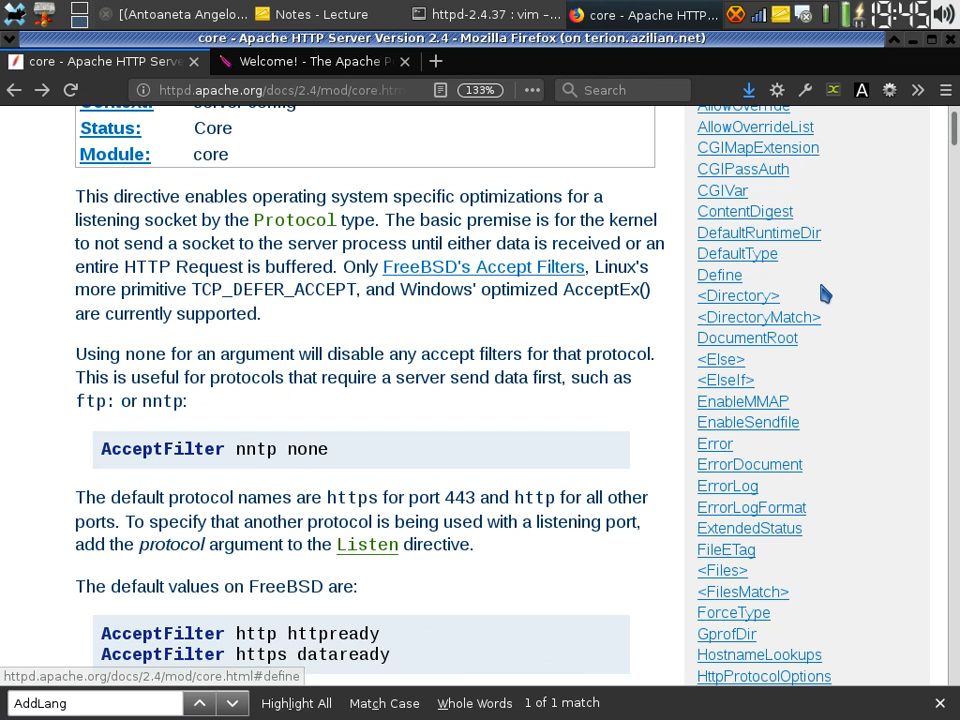 [(Antoaneta Angelo...
Notes - Lecture
httpd-2.4.37 : vim –...
core - Apache HTTP...
19:45
core - Apache HTTP Server Version 2.4 - Mozilla Firefox (on terion.azilian.net)
core - Apache HTTP Serve
Welcome! - The Apache P
httpd.apache.org/docs/2.4/mod/core.htm
133%
Search
Context:
server config
Status:
Core
Module:
core
This directive enables operating system specific optimizations for a
listening socket by the Protocol type. The basic premise is for the kernel
to not send a socket to the server process until either data is received or an
entire HTTP Request is buffered. Only FreeBSD's Accept Filters, Linux's
more primitive TCP_DEFER_ACCEPT, and Windows' optimized AcceptEx()
are currently supported.
Using none for an argument will disable any accept filters for that protocol.
This is useful for protocols that require a server send data first, such as
ftp: or nntp:
AcceptFilter nntp none
The default protocol names are https for port 443 and http for all other
ports. To specify that another protocol is being used with a listening port,
add the protocol argument to the Listen directive.
The default values on FreeBSD are:
AcceptFilter http httpready
AcceptFilter https dataready
AllowOverride
AllowOverrideList
CGIMapExtension
CGIPassAuth
CGIVar
ContentDigest
DefaultRuntimeDir
DefaultType
Define
<Directory>
<DirectoryMatch>
DocumentRoot
<Else>
<ElseIf>
EnableMMAP
EnableSendfile
Error
ErrorDocument
ErrorLog
ErrorLogFormat
ExtendedStatus
FileETag
<Files>
<FilesMatch>
ForceType
GprofDir
HostnameLookups
HttpProtocolOptions
httpd.apache.org/docs/2.4/mod/core.html#define
AddLang
Highlight All
Match Case
Whole Words
1 of 1 match